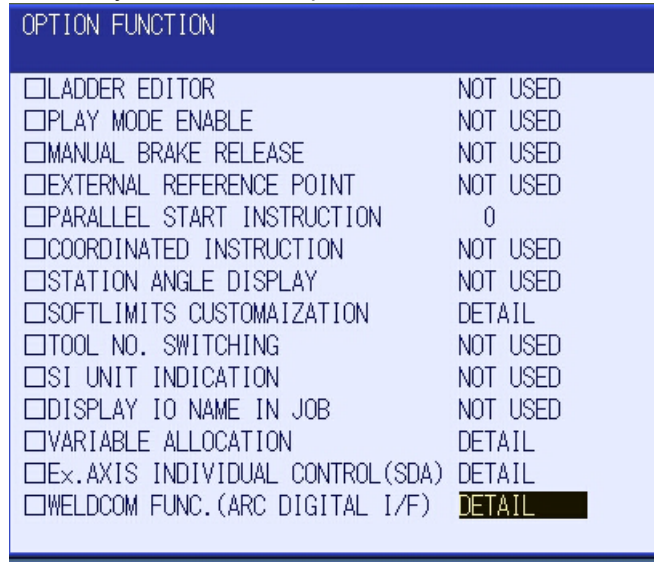 OPTION FUNCTION
□LADDER EDITOR NOT USED
□PLAY MODE ENABLE NOT USED
□MANUAL BRAKE RELEASE NOT USED
□EXTERNAL REFERENCE POINT NOT USED
□PARALLEL START INSTRUCTION 0
□COORDINATED INSTRUCTION NOT USED
□STATION ANGLE DISPLAY NOT USED
□SOFTLIMITS CUSTOMAIZATION DETAIL
□TOOL NO. SWITCHING NOT USED
□SI UNIT INDICATION NOT USED
□DISPLAY IO NAME IN JOB NOT USED
□VARIABLE ALLOCATION DETAIL
□Ex.AXIS INDIVIDUAL CONTROL(SDA) DETAIL
□WELDCOM FUNC.(ARC DIGITAL I/F) DETAIL